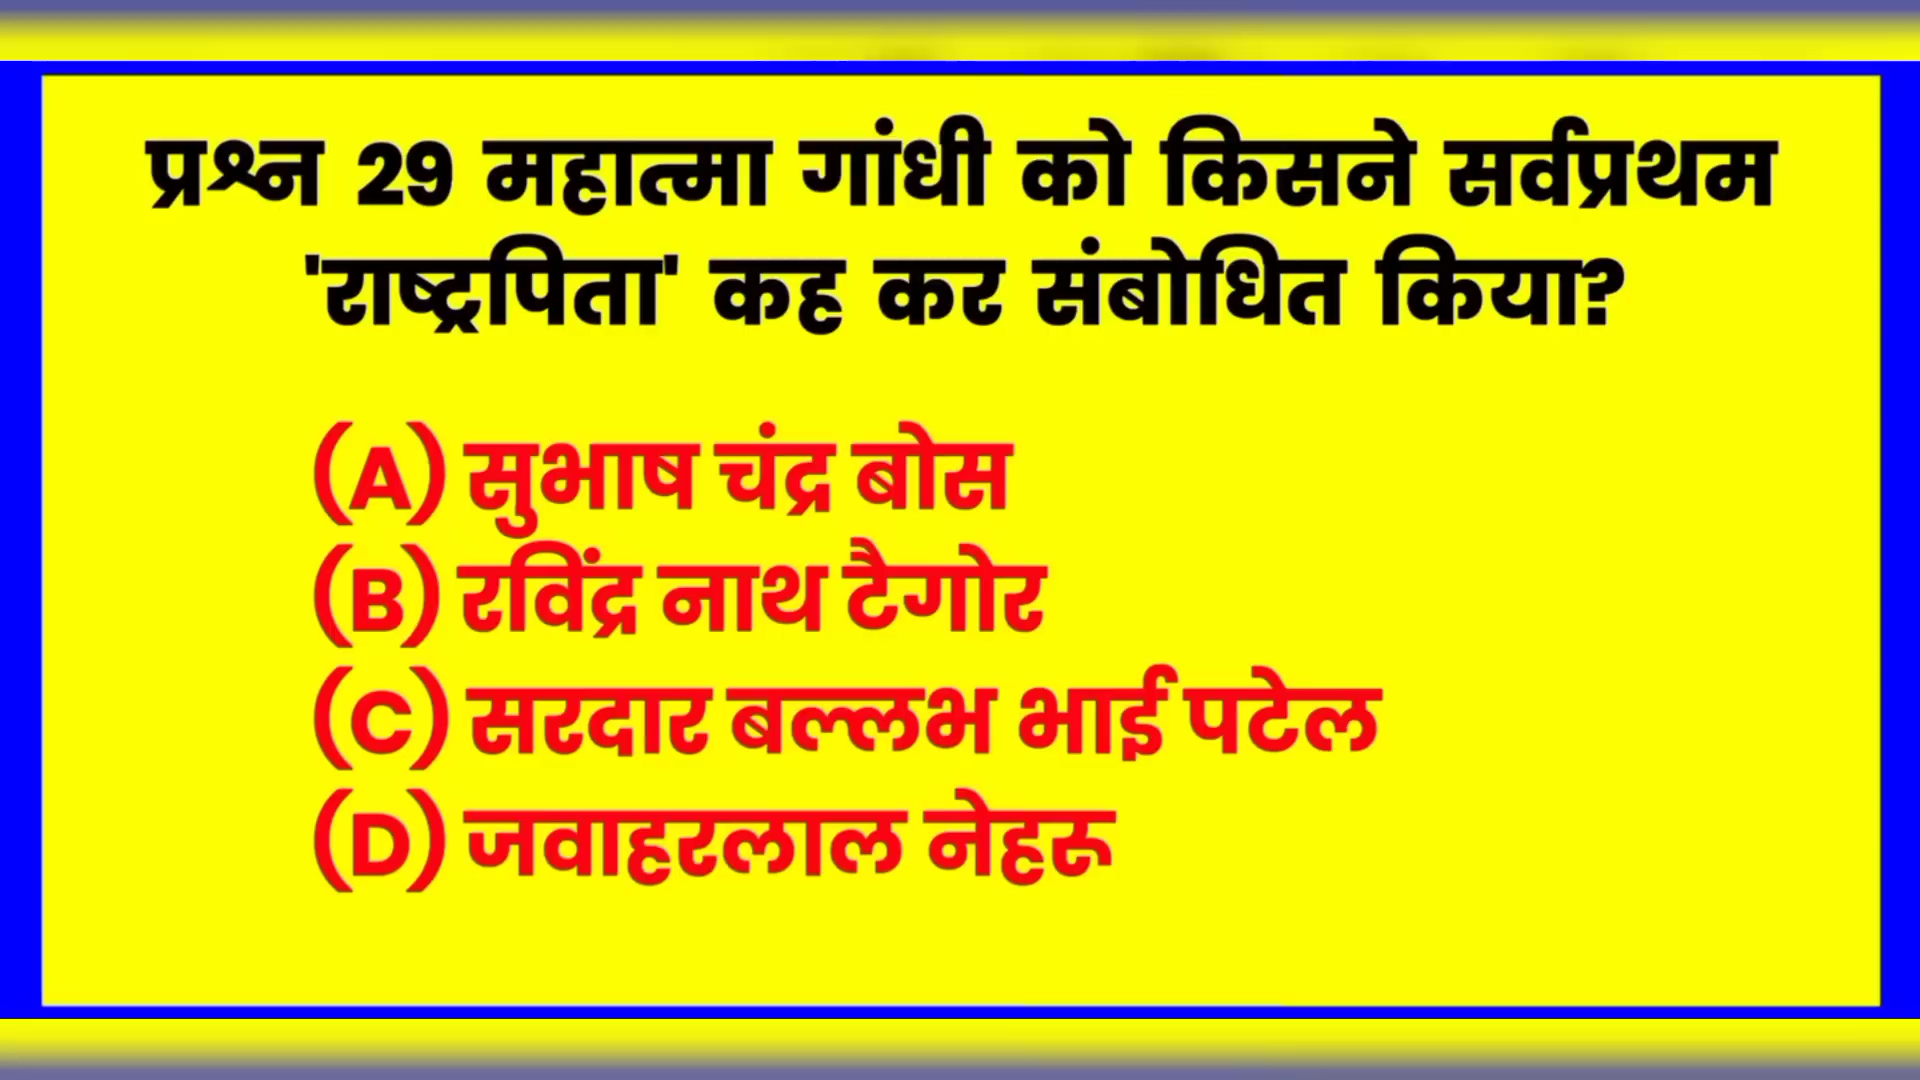 प्रश्न 29 महात्मा गांधी को किसने सर्वप्रथम
'राष्ट्रपिता' कह कर संबोधित किया?
(A) सुभाष चंद्र बोस
(B) रविंद्र नाथ टैगोर
(C) सरदार बल्लभ भाई पटेल
(D) जवाहरलाल नेहरू